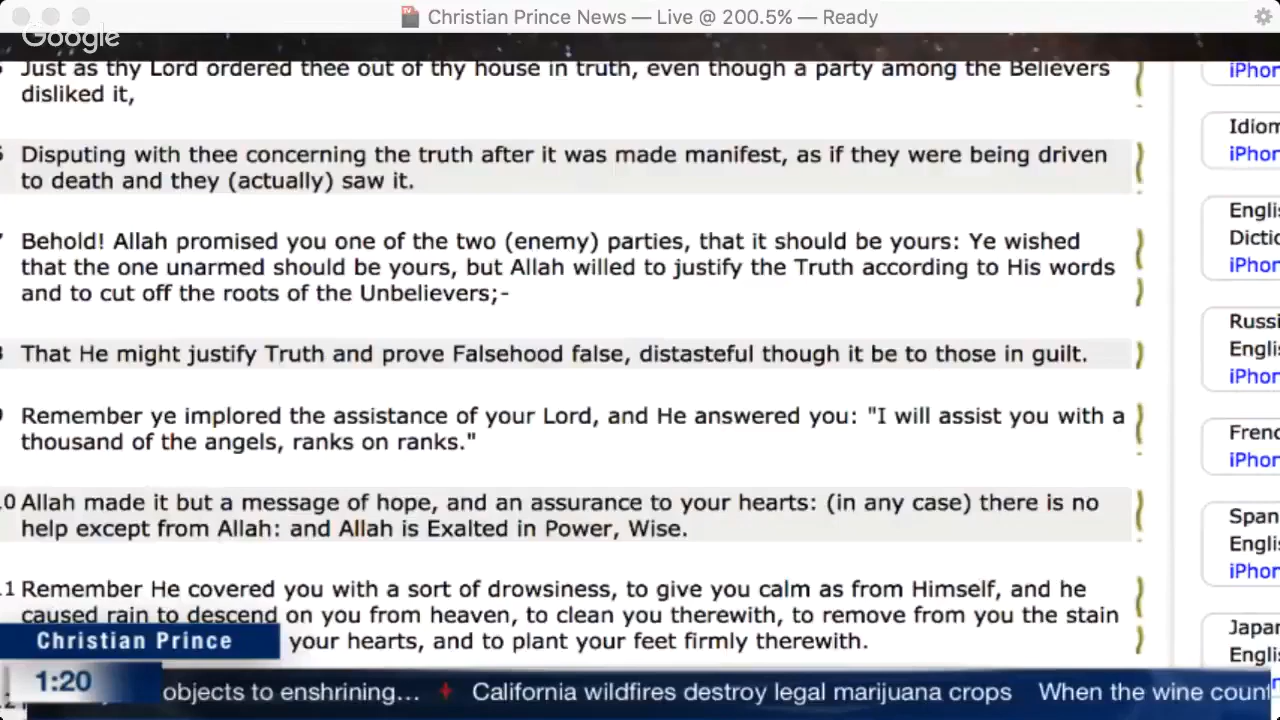 Christian Prince News — Live @ 200.5% — Ready
Google
Just as thy Lord ordered thee out of thy house in truth, even though a party among the Believers
disliked it,
Disputing with thee concerning the truth after it was made manifest, as if they were being driven
to death and they (actually) saw it.
Behold! Allah promised you one of the two (enemy) parties, that it should be yours: Ye wished
that the one unarmed should be yours, but Allah willed to justify the Truth according to His words
and to cut off the roots of the Unbelievers;-
That He might justify Truth and prove Falsehood false, distasteful though it be to those in guilt.
Remember ye implored the assistance of your Lord, and He answered you: "I will assist you with a
thousand of the angels, ranks on ranks."
0 Allah made it but a message of hope, and an assurance to your hearts: (in any case) there is no
help except from Allah: and Allah is Exalted in Power, Wise.
1 Remember He covered you with a sort of drowsiness, to give you calm as from Himself, and he
caused rain to descend on you from heaven, to clean you therewith, to remove from you the stain
your hearts, and to plant your feet firmly therewith.
iPhon
Idiom
iPhon
Englis
Dictio
iPhon
Russi
Englis
iPhon
Frenc
iPhon
Span
Englis
iPhon
Japan
Englis
Christian Prince
1:20
objects to enshrining... California wildfires destroy legal marijuana crops When the wine count